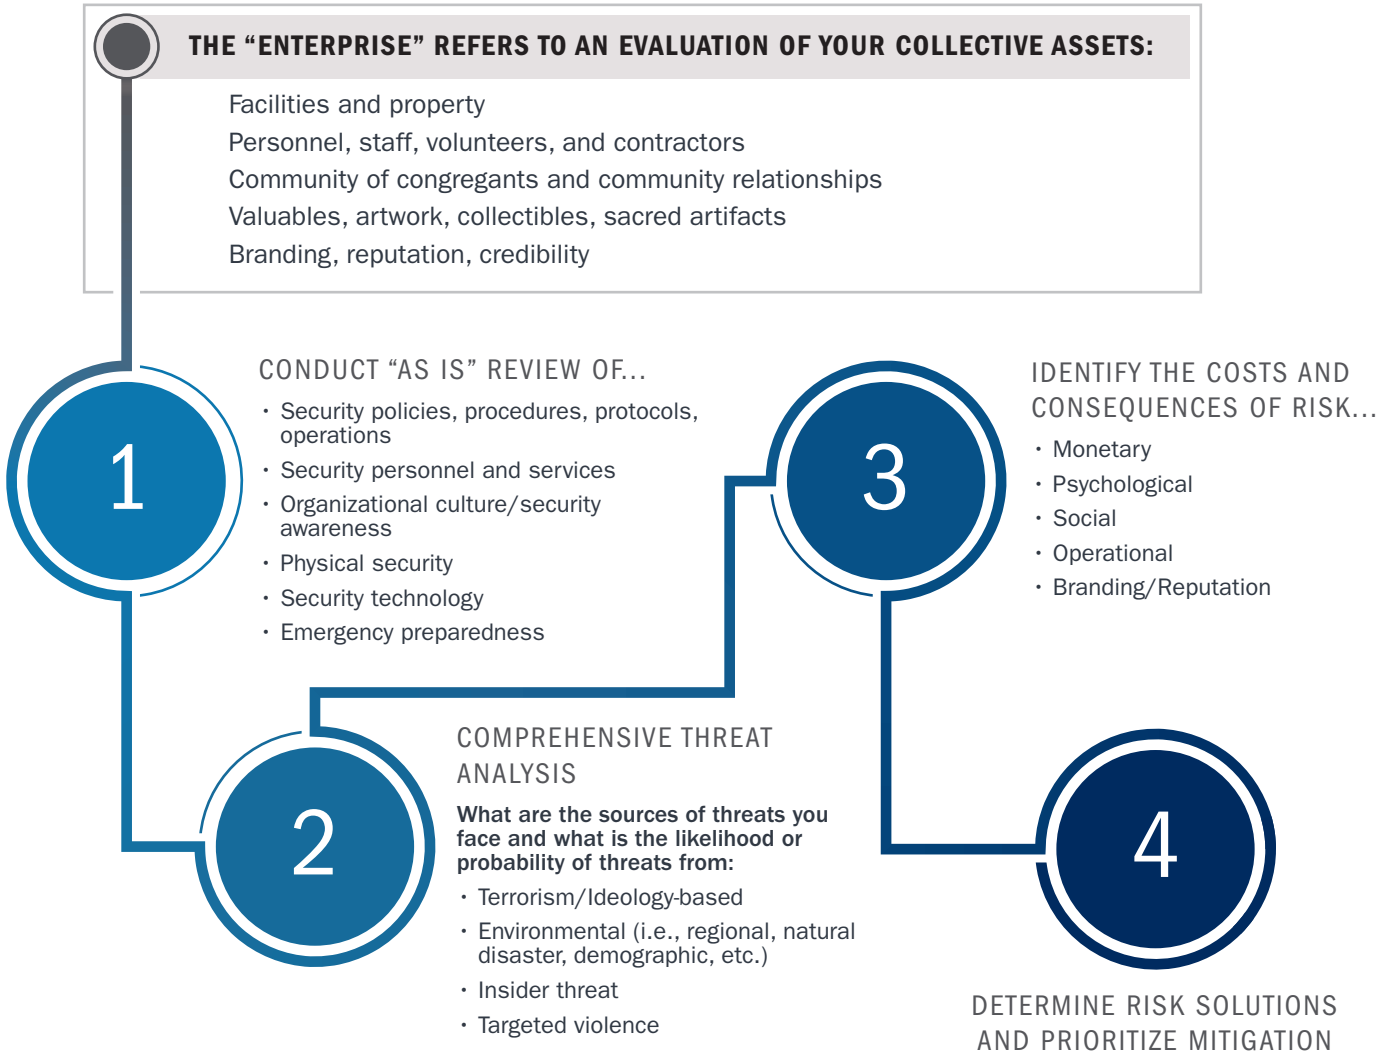 THE “ENTERPRISE” REFERS TO AN EVALUATION OF YOUR COLLECTIVE ASSETS:
Facilities and property
Personnel, staff, volunteers, and contractors
Community of congregants and community relationships
Valuables, artwork, collectibles, sacred artifacts
Branding, reputation, credibility
1
CONDUCT “AS IS” REVIEW OF...
• Security policies, procedures, protocols,
operations
• Security personnel and services
• Organizational culture/security
awareness
• Physical security
• Security technology
• Emergency preparedness
2
COMPREHENSIVE THREAT
ANALYSIS
What are the sources of threats you
face and what is the likelihood or
probability of threats from:
• Terrorism/Ideology-based
• Environmental (i.e., regional, natural
disaster, demographic, etc.)
• Insider threat
• Targeted violence
3
IDENTIFY THE COSTS AND
CONSEQUENCES OF RISK...
• Monetary
• Psychological
• Social
• Operational
• Branding/Reputation
4
DETERMINE RISK SOLUTIONS
AND PRIORITIZE MITIGATION